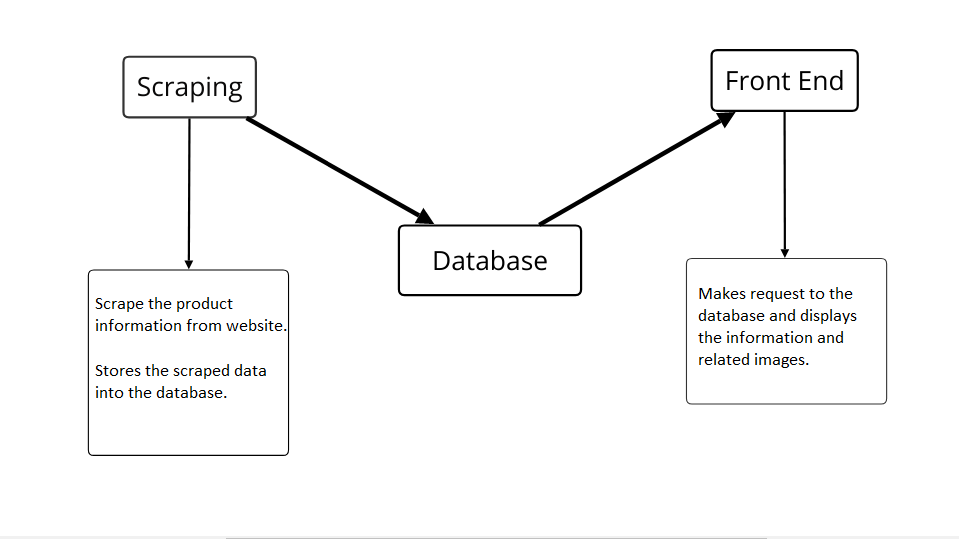 Scraping
Front End
Database
Scrape the product
information from website.
Stores the scraped data
into the database.
Makes request to the
database and displays
the information and
related images.